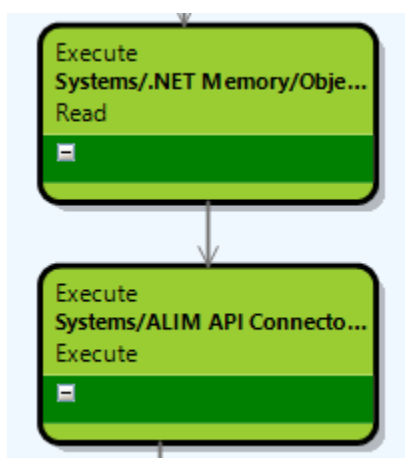 Execute
Systems/.NET Memory/Obje...
Read
Execute
Systems/ALIM API Connecto...
Execute